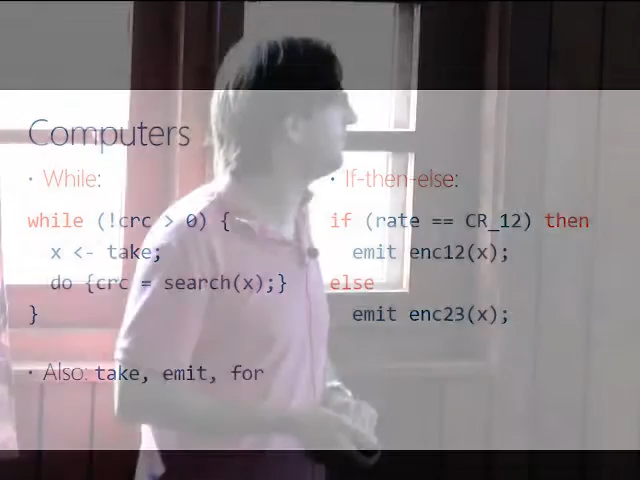 Computers
• While:
while (!crc > 0) {
x <- take;
do {crc = search(x);}
}
• Also: take, emit, for
• If-then-else:
if (rate == CR_12) then
emit enc12(x);
else
emit enc23(x);